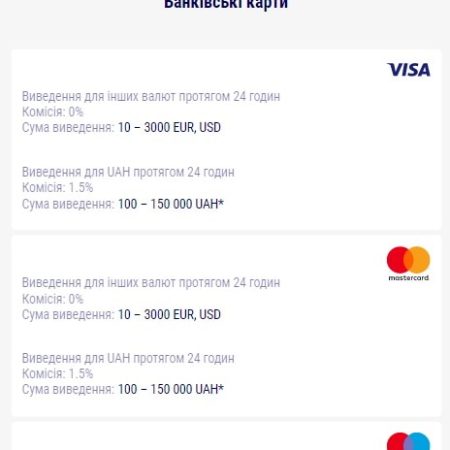 Банківські карти
VISA
Виведення для інших валют протягом 24 годин
Комісія: 0%
Сума виведення: 10 – 3000 EUR, USD
Виведення для UAH протягом 24 годин
Комісія: 1.5%
Сума виведення: 100 – 150 000 UAH*
mastercard
Виведення для інших валют протягом 24 годин
Комісія: 0%
Сума виведення: 10 – 3000 EUR, USD
Виведення для UAH протягом 24 годин
Комісія: 1.5%
Сума виведення: 100 – 150 000 UAH*